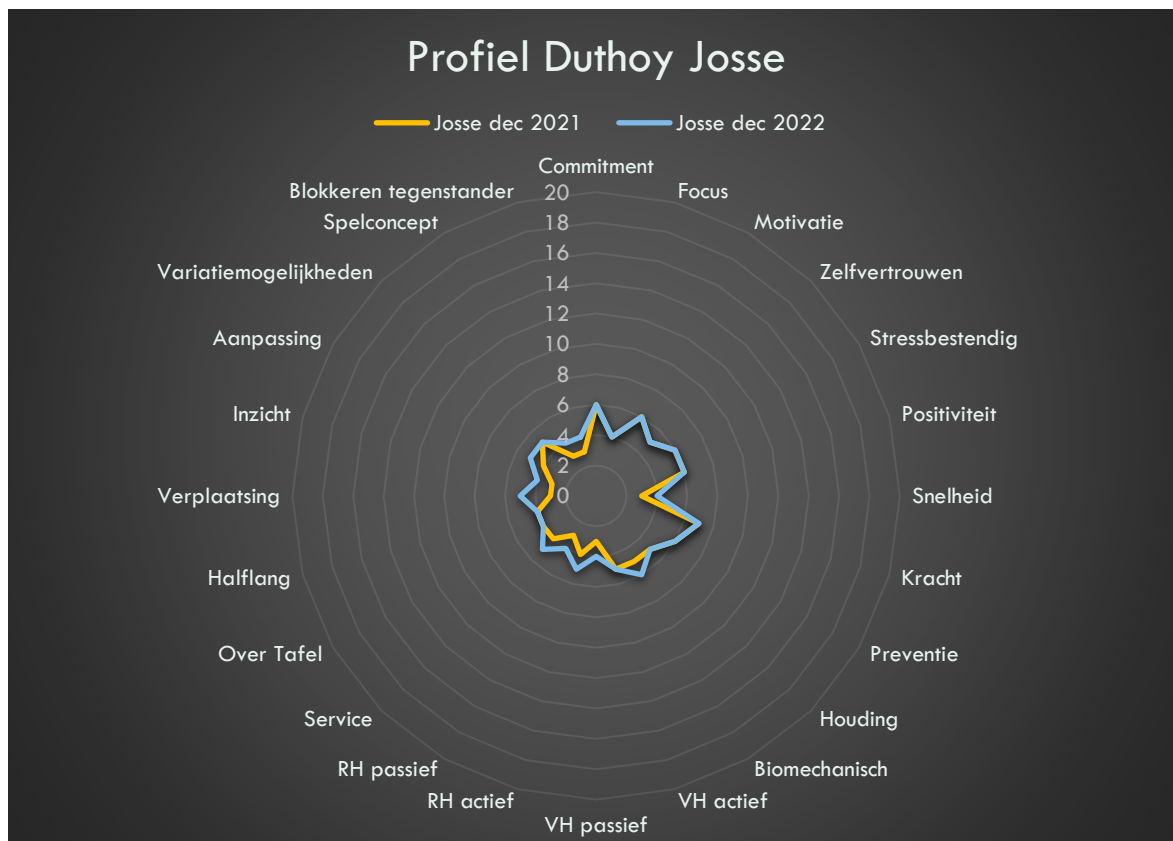 Profiel Duthoy Josse
Josse dec 2021
Josse dec 2022
Commitment
Focus
Motivatie
Zelfvertrouwen
Stressbestendig
Positiviteit
Snelheid
Kracht
Preventie
Houding
Biomechanisch
VH actief
VH passief
RH actief
RH passief
Service
Over Tafel
Halflang
Verplaatsing
Inzicht
Aanpassing
Variatiemogelijkheden
Spelconcept
Blokkeren tegenstander
20
18
16
14
12
10
8
6
4
2
0